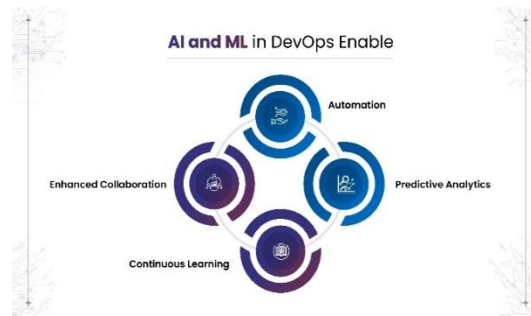 AI and ML in DevOps Enable
Automation
Enhanced Collaboration
Predictive Analytics
Continuous Learning